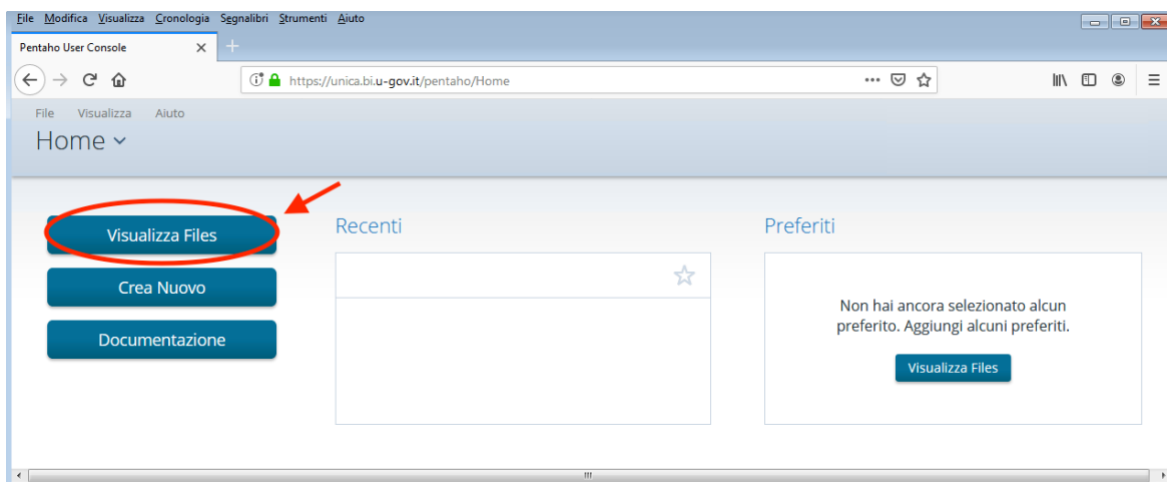 File Modifica Visualizza Cronologia Segnalibri Strumenti Aiuto
Pentaho User Console
https://unica.bi.u-gov.it/pentaho/Home
File Visualizza Aiuto
Home
Visualizza Files
Crea Nuovo
Documentazione
Recenti
Preferiti
Non hai ancora selezionato alcun
preferito. Aggiungi alcuni preferiti.
Visualizza Files